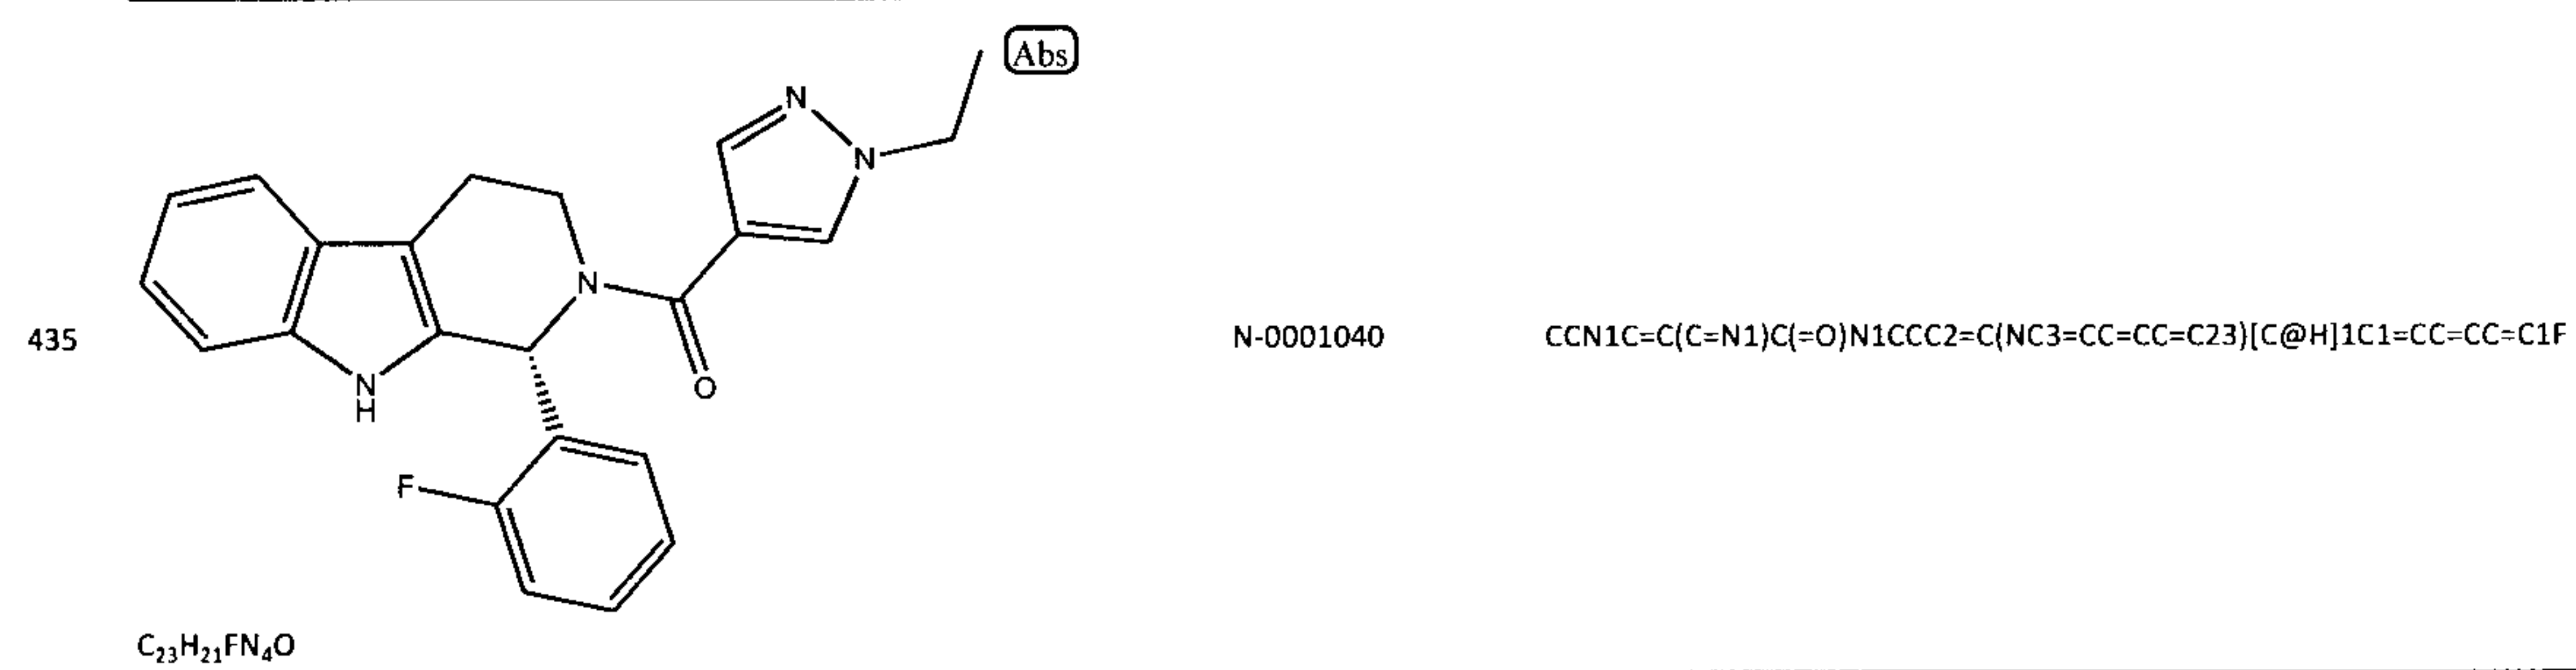 Abs
N
N
N
435
N-0001040
CCN1C=C(C=N1)C(=O)N1CCC2=C(NC3=CC=CC=C23)[C@H]1C1=CC=CC=C1F
N
H
O
F
C₂₃H₂₁FN₄O